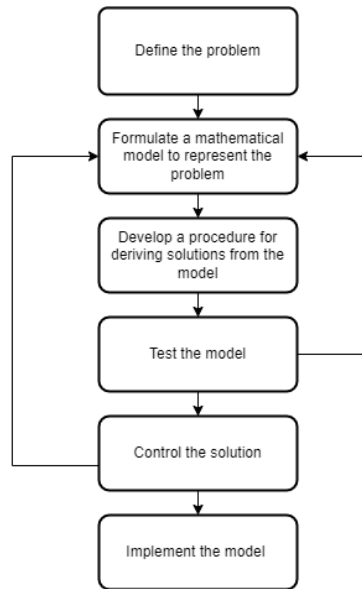 Define the problem
Formulate a mathematical
model to represent the
problem
Develop a procedure for
deriving solutions from the
model
Test the model
Control the solution
Implement the model